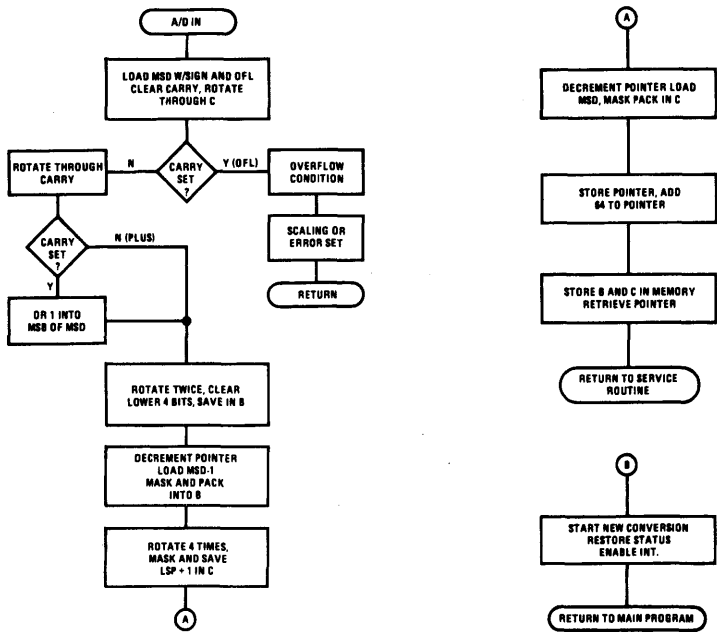 A/D IN
LOAD MSD W/SIGN AND OFL
CLEAR CARRY, ROTATE
THROUGH C
CARRY
SET
?
N
Y (OFL)
ROTATE THROUGH
CARRY
OVERFLOW
CONDITION
CARRY
SET
?
N (PLUS)
Y
SCALING OR
ERROR SET
RETURN
OR 1 INTO
MSB OF MSD
ROTATE TWICE, CLEAR
LOWER 4 BITS, SAVE IN B
DECREMENT POINTER
LOAD MSD-1
MASK AND PACK
INTO B
ROTATE 4 TIMES,
MASK AND SAVE
LSP + 1 IN C
A
A
DECREMENT POINTER LOAD
MSD, MASK PACK IN C
STORE POINTER, ADD
64 TO POINTER
STORE B AND C IN MEMORY
RETRIEVE POINTER
RETURN TO SERVICE
ROUTINE
B
START NEW CONVERSION
RESTORE STATUS
ENABLE INT.
RETURN TO MAIN PROGRAM